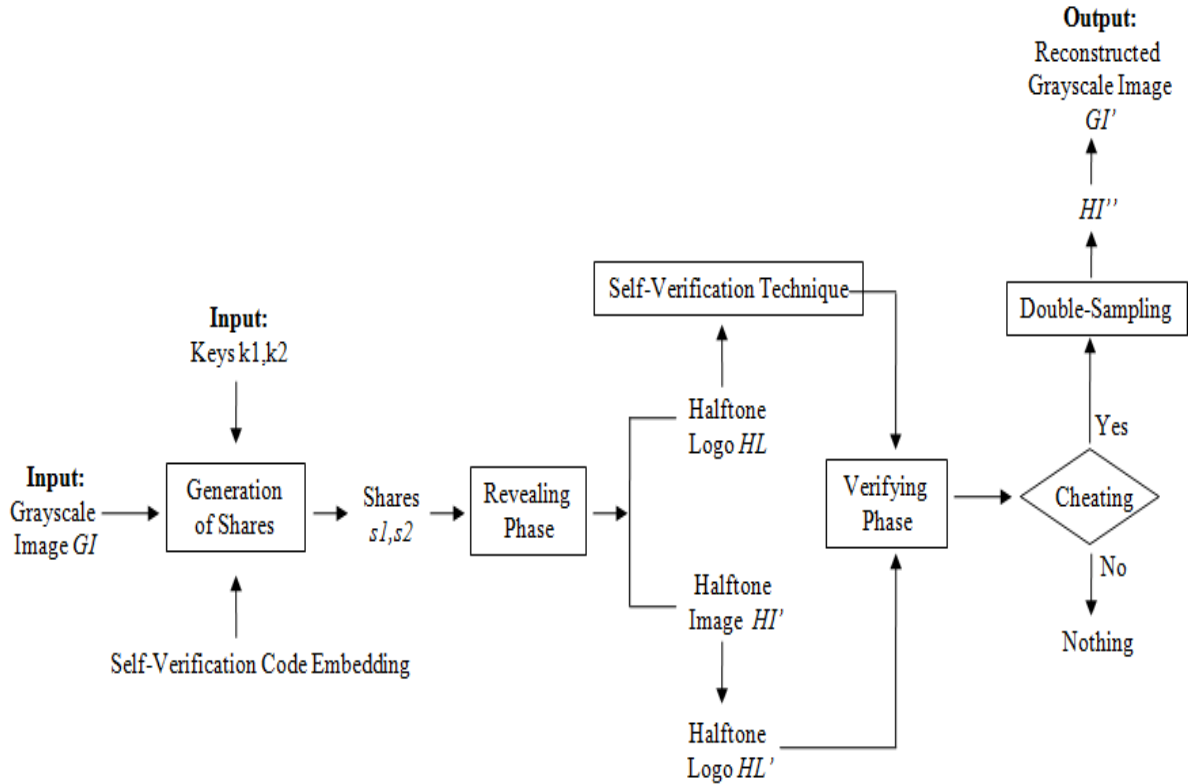 Input:
Grayscale
Image GI
Input:
Keys k1,k2
Generation
of Shares
Self-Verification Code Embedding
Shares
s1,s2
Revealing
Phase
Halftone
Logo HL
Self-Verification Technique
Halftone
Image HI’
Halftone
Logo HL’
Verifying
Phase
Cheating
Yes
No
Nothing
Double-Sampling
HI’’
Output:
Reconstructed
Grayscale Image
GI’